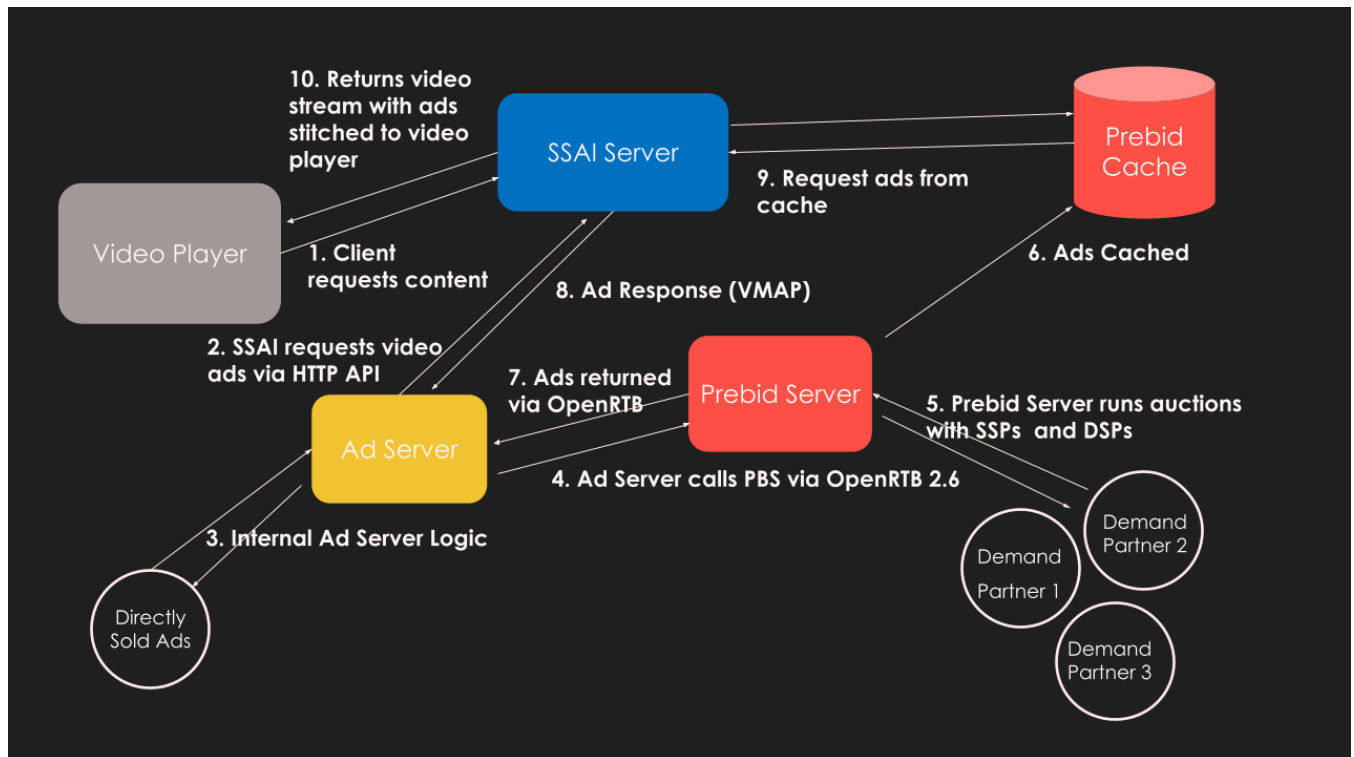 10. Returns video
stream with ads
stitched to video
player
SSAI Server
Prebid
Cache
9. Request ads from
cache
Video Player
1. Client
requests content
6. Ads Cached
8. Ad Response (VMAP)
2. SSAI requests video
ads via HTTP API
7. Ads returned
via OpenRTB
Prebid Server
5. Prebid Server runs auctions
with SSPs and DSPs
Ad Server
4. Ad Server calls PBS via OpenRTB 2.6
3. Internal Ad Server Logic
Demand
Partner 2
Demand
Partner 1
Directly
Sold Ads
Demand
Partner 3